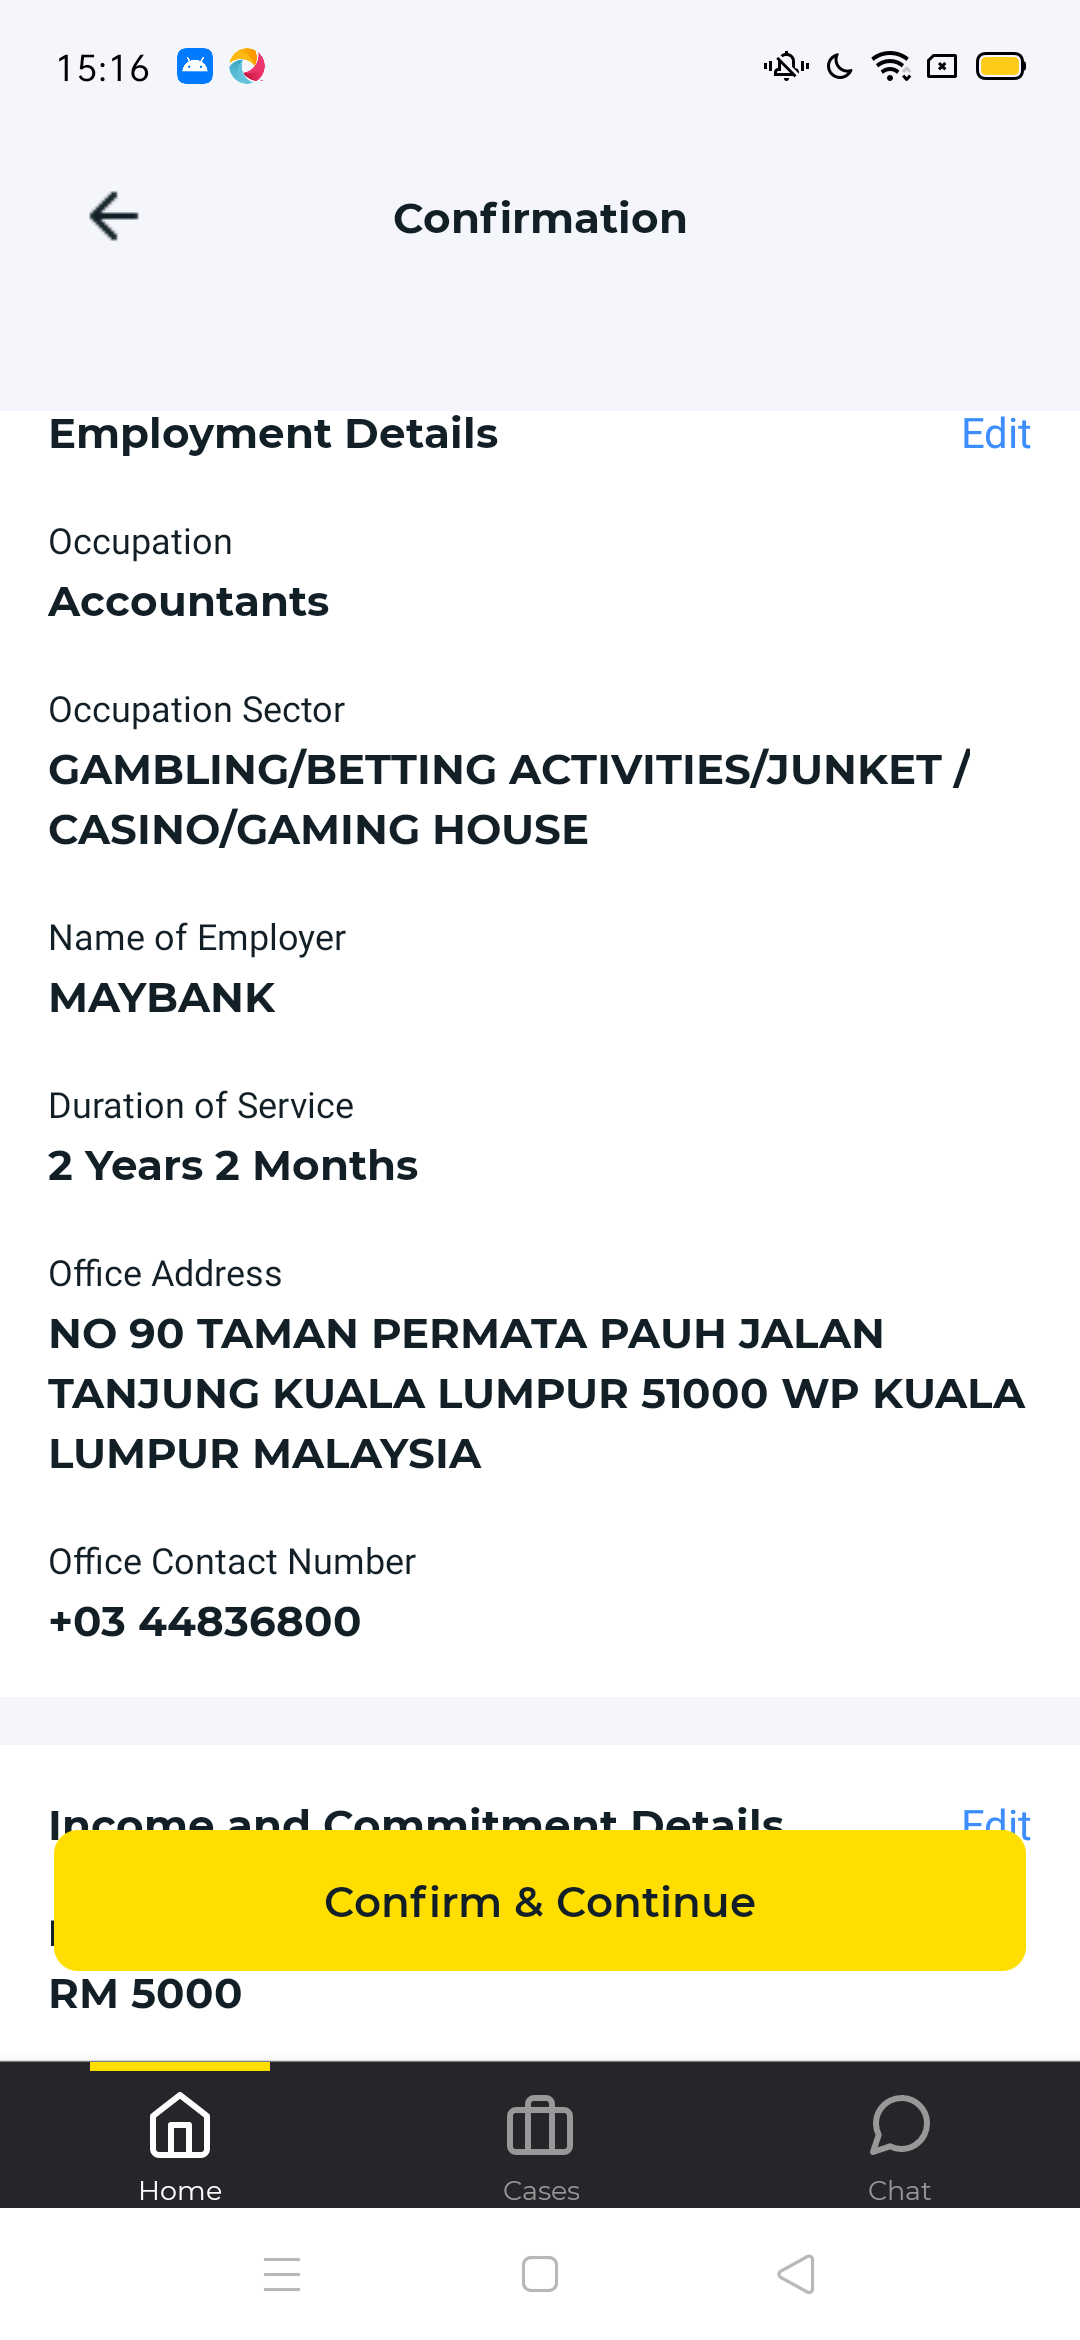 15:16
Confirmation
Employment Details
Edit
Occupation
Accountants
Occupation Sector
GAMBLING/BETTING ACTIVITIES/JUNKET /
CASINO/GAMING HOUSE
Name of Employer
MAYBANK
Duration of Service
2 Years 2 Months
Office Address
NO 90 TAMAN PERMATA PAUH JALAN
TANJUNG KUALA LUMPUR 51000 WP KUALA
LUMPUR MALAYSIA
Office Contact Number
+03 44836800
Income and Commitment Details
Edit
Confirm & Continue
RM 5000
Home
Cases
Chat